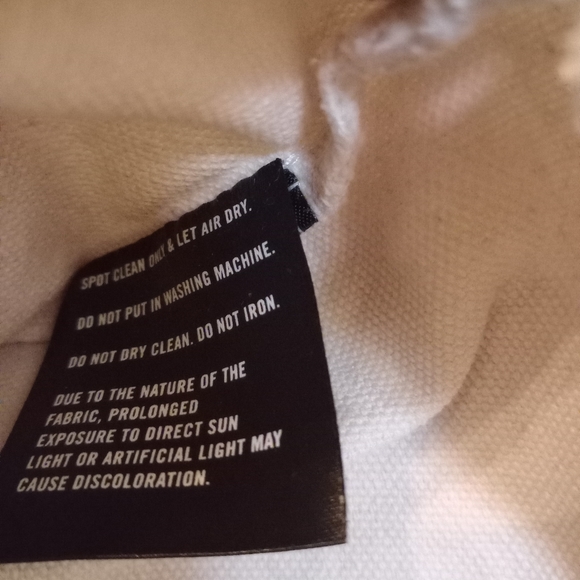 SPOT CLEAN ONLY & LET AIR DRY.
DO NOT PUT IN WASHING MACHINE.
DO NOT DRY CLEAN. DO NOT IRON.
DUE TO THE NATURE OF THE
FABRIC, PROLONGED
EXPOSURE TO DIRECT SUN
LIGHT OR ARTIFICIAL LIGHT MAY
CAUSE DISCOLORATION.